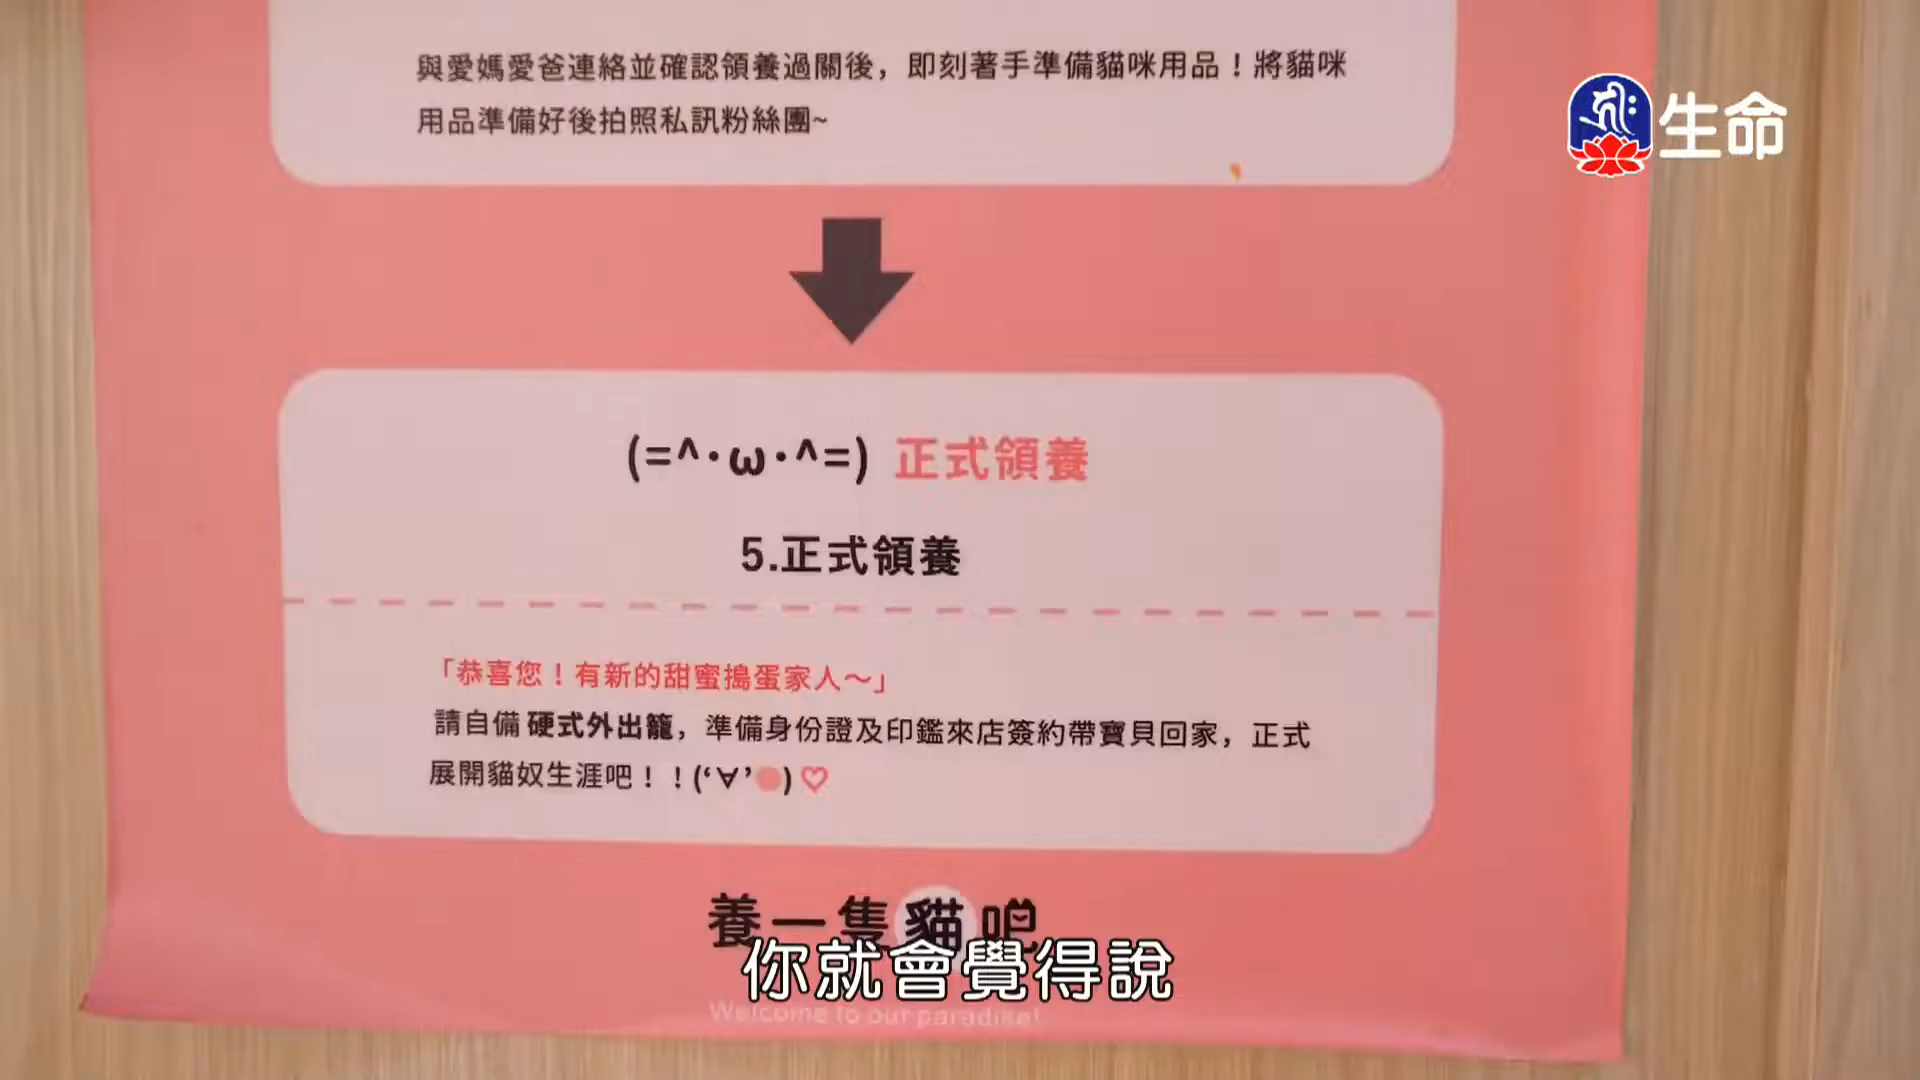 與愛媽愛爸連絡並確認領養過關後，即刻著手準備貓咪用品！將貓咪
用品準備好後拍照私訊粉絲團~
生命
(=^･ω･^=) 正式領養
5.正式領養
「恭喜您！有新的甜蜜搗蛋家人～」
請自備 硬式外出籠，準備身份證及印鑑來店簽約帶寶貝回家，正式
展開貓奴生涯吧！！(‘∀’●)♡
養一隻貓吧
你就會覺得說
Welcome to our paradise!